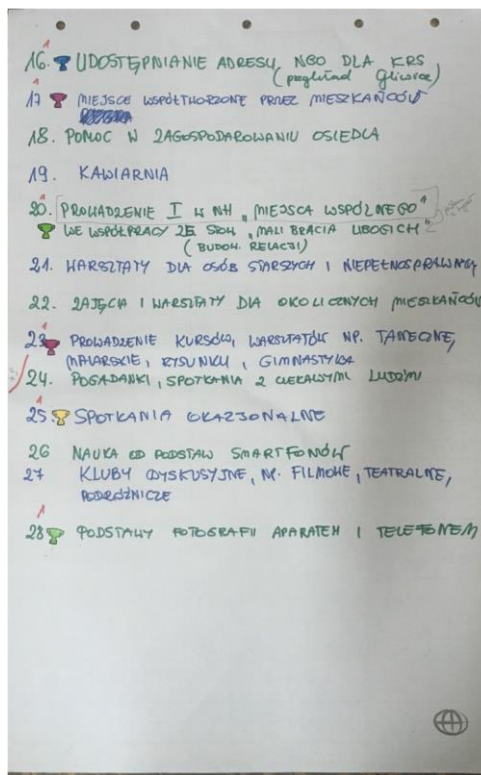 16. UDOSTĘPNIANIE ADRESU NGO DLA KRS
(przegląd Gliwice)
17 MIEJSCE WSPÓŁTWORZONE PRZEZ MIESZKAŃCÓW
18. POMOC W ZAGOSPODAROWANIU OSIEDLA
19. KAWIARNIA
20. PROWADZENIE I W NH „MIEJSCA WSPÓLNEGO"
WE WSPÓŁPRACY ZE STOW. „MALI BRACIA UBOGICH"
(BUDOW. RELACJI)
21. WARSZTATY DLA OSÓB STARSZYCH I NIEPEŁNOSPRAWNYCH
22. ZAJĘCIA I WARSZTATY DLA OKOLICZNYCH MIESZKAŃCÓW
23 PROWADZENIE KURSÓW, WARSZTATÓW NP. TANECZNE,
MALARSKIE, RYSUNKU, GIMNASTYKA
24. POGADANKI, SPOTKANIA Z CIEKAWYMI LUDŹMI
25. SPOTKANIA OKAZJONALNE
26 NAUKA OD PODSTAW SMARTFONÓW
27 KLUBY DYSKUSYJNE, NP. FILMOWE, TEATRALNE,
PODRÓŻNICZE
28 PODSTAWY FOTOGRAFII APARATEM I TELEFONEM